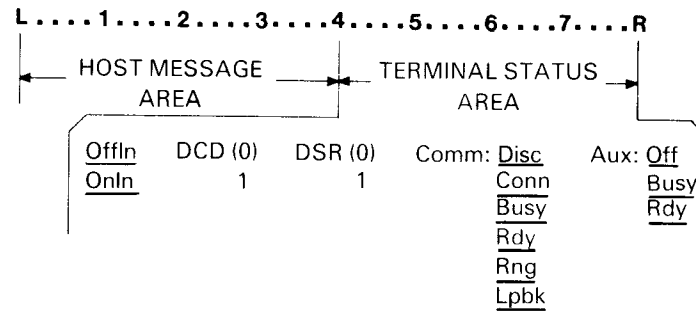 L....1....2....3....4....5....6....7....R
HOST MESSAGE AREA
TERMINAL STATUS AREA
Offln DCD (0) DSR (0) Comm: Disc Aux: Off
Onln 1 1 Conn Busy
Busy Rdy
Rdy
Rng
Lpbk